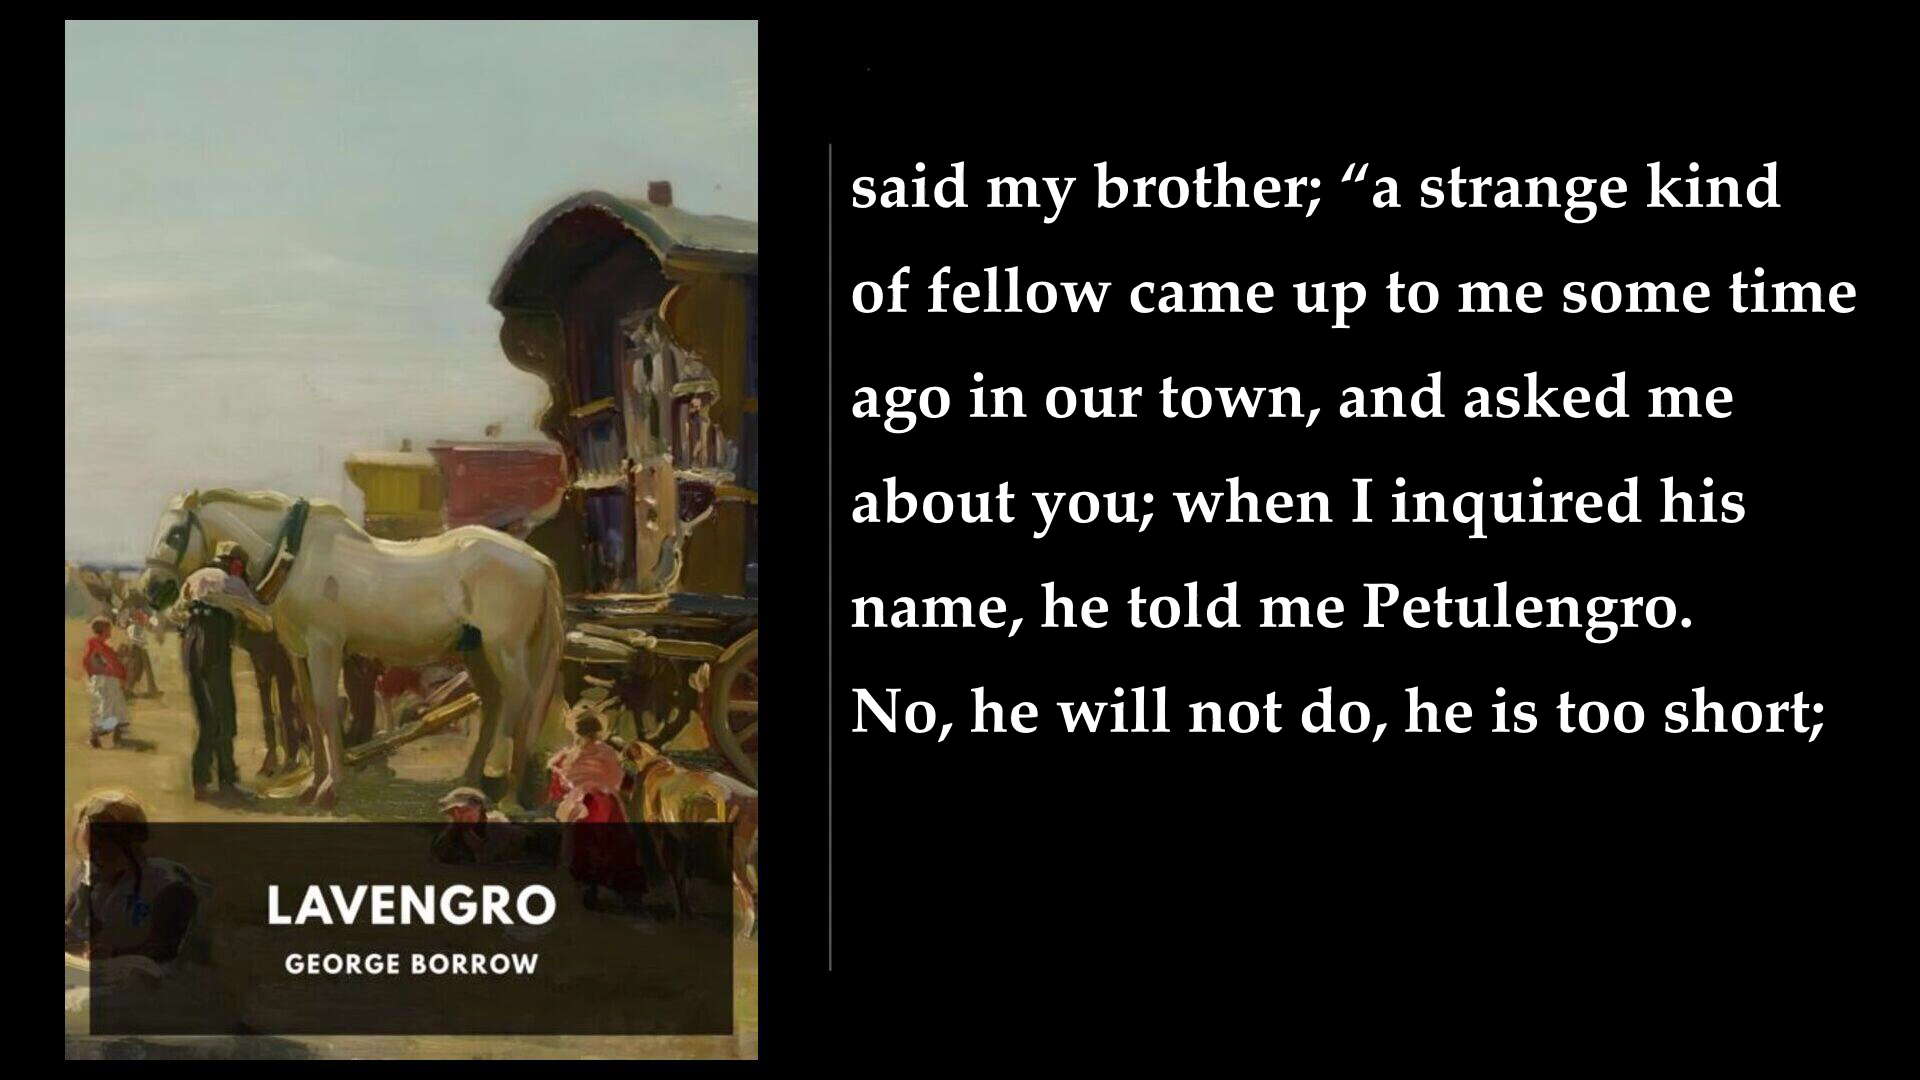 said my brother; “a strange kind
of fellow came up to me some time
ago in our town, and asked me
about you; when I inquired his
name, he told me Petulengro.
No, he will not do, he is too short;
LAVENGRO
GEORGE BORROW